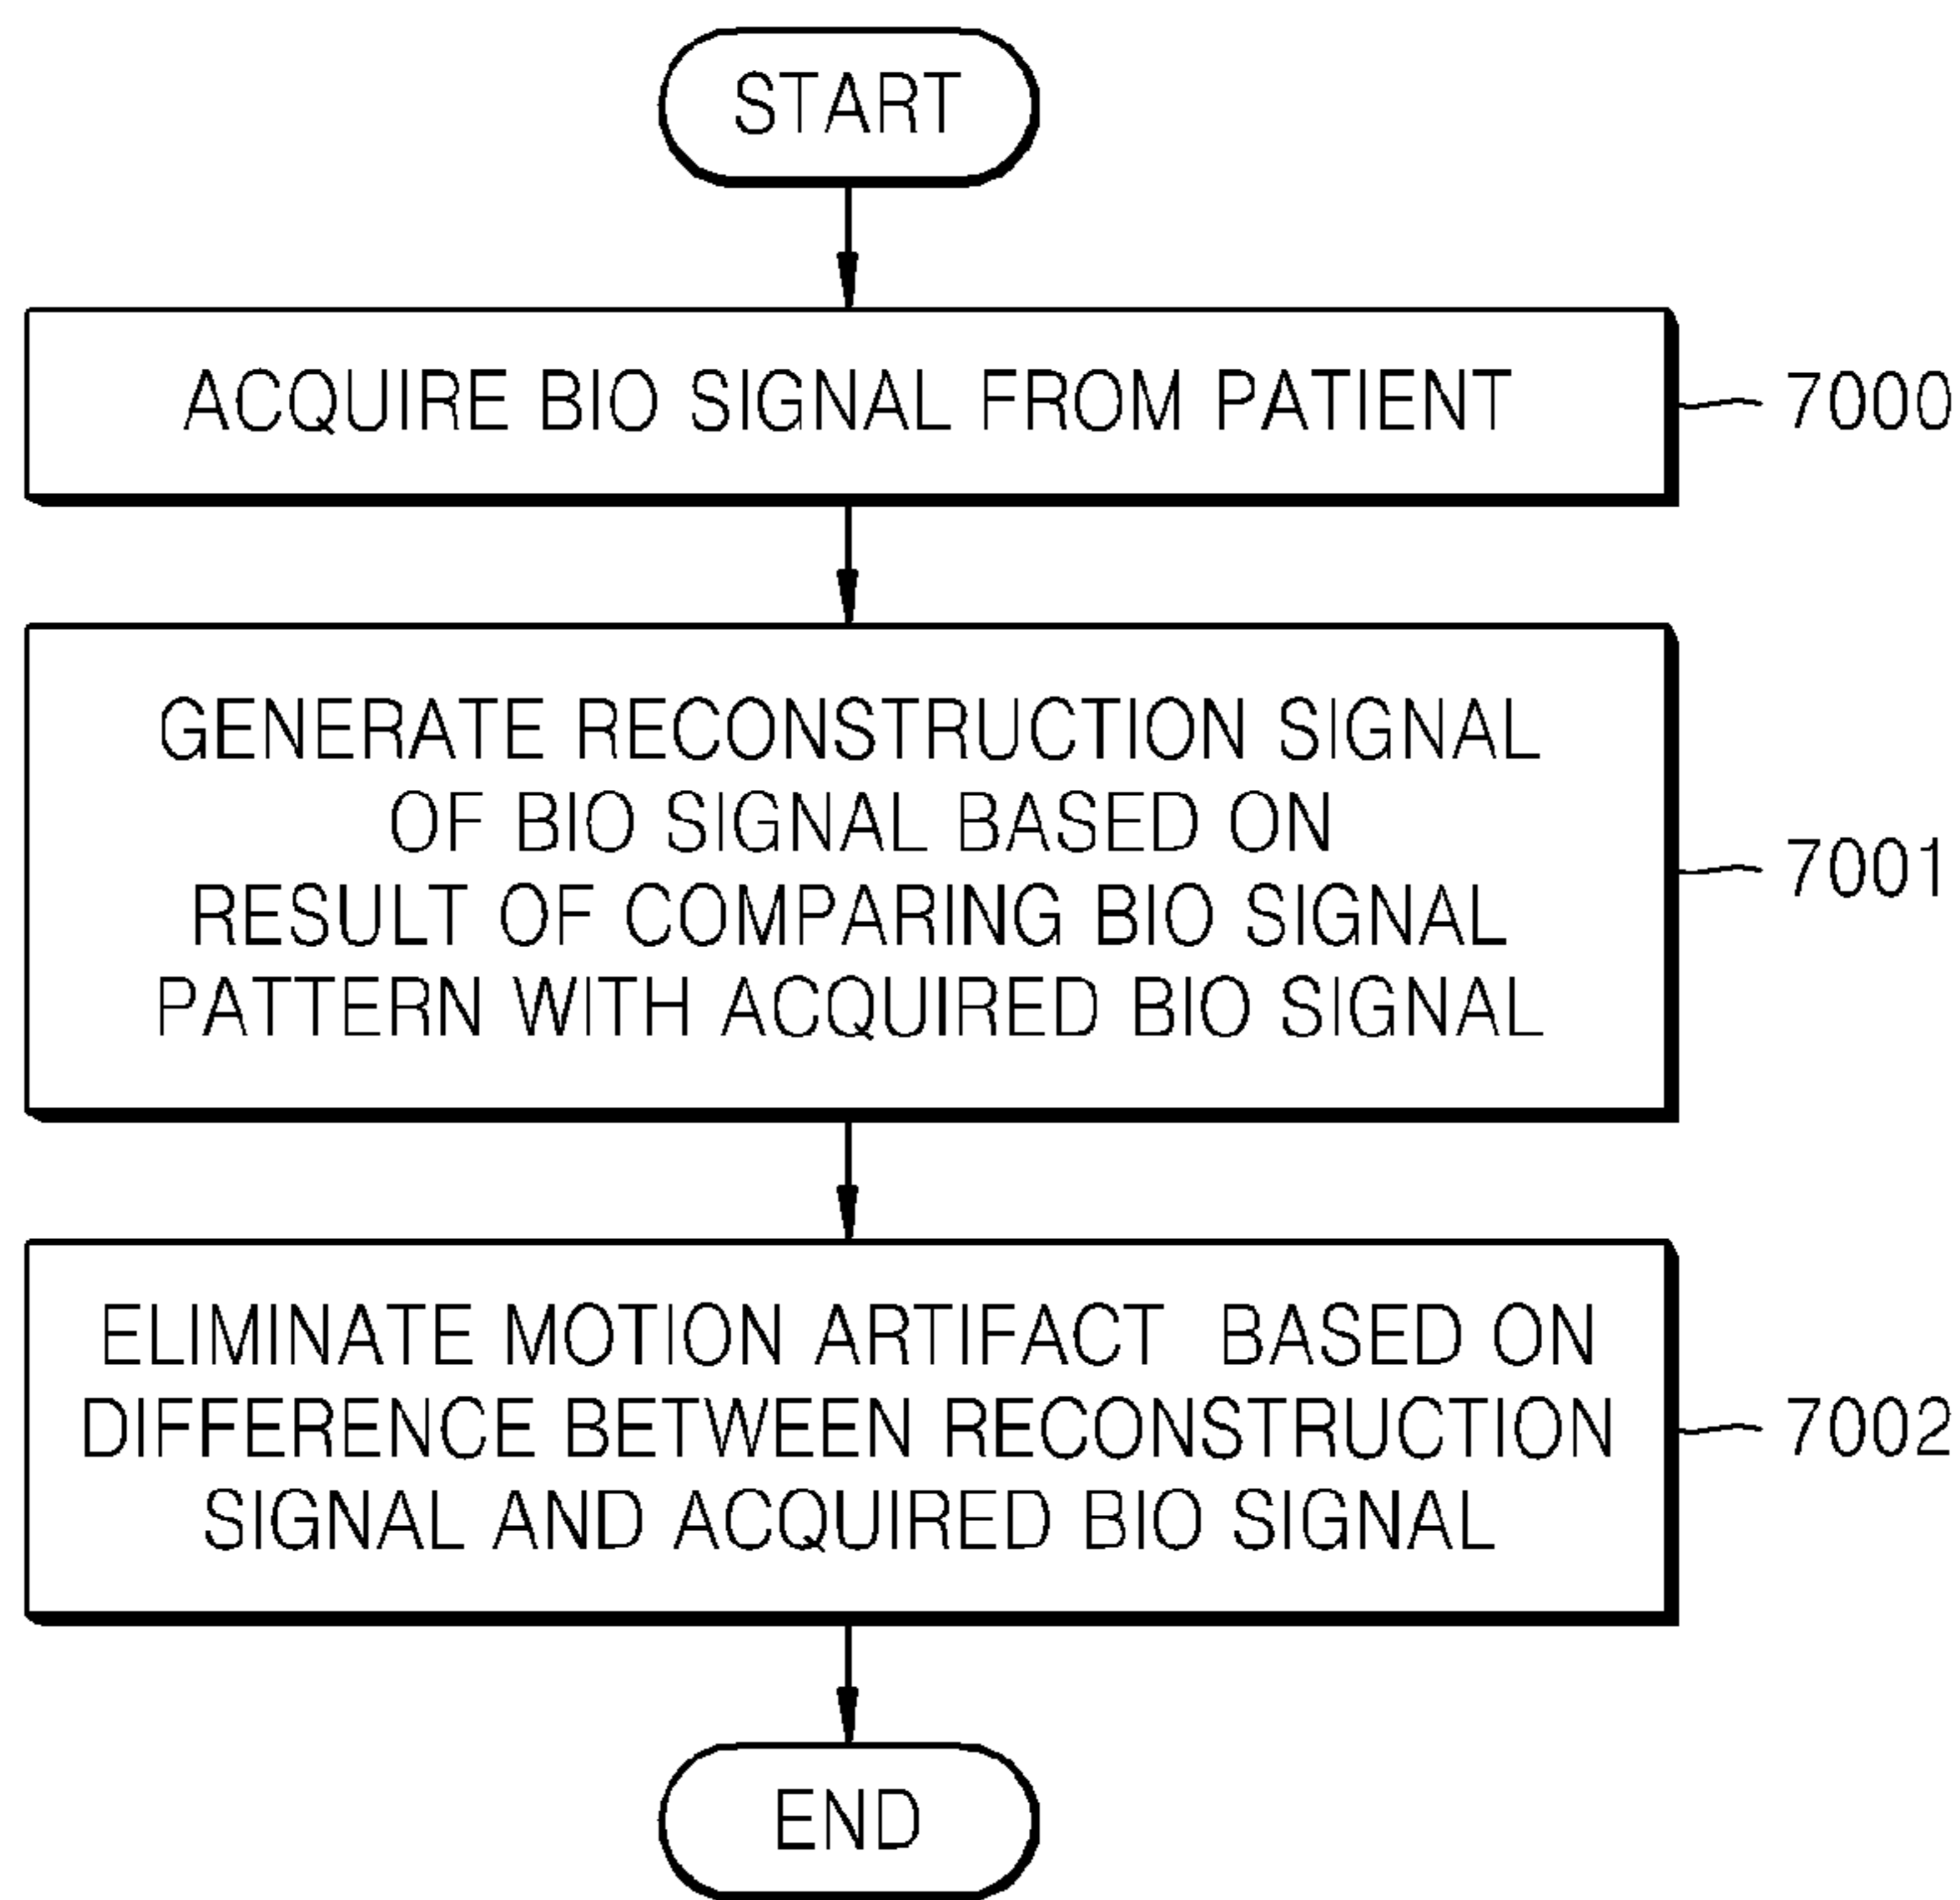 START
ACQUIRE BIO SIGNAL FROM PATIENT
7000
GENERATE RECONSTRUCTION SIGNAL
OF BIO SIGNAL BASED ON
RESULT OF COMPARING BIO SIGNAL
PATTERN WITH ACQUIRED BIO SIGNAL
7001
ELIMINATE MOTION ARTIFACT BASED ON
DIFFERENCE BETWEEN RECONSTRUCTION
SIGNAL AND ACQUIRED BIO SIGNAL
7002
END